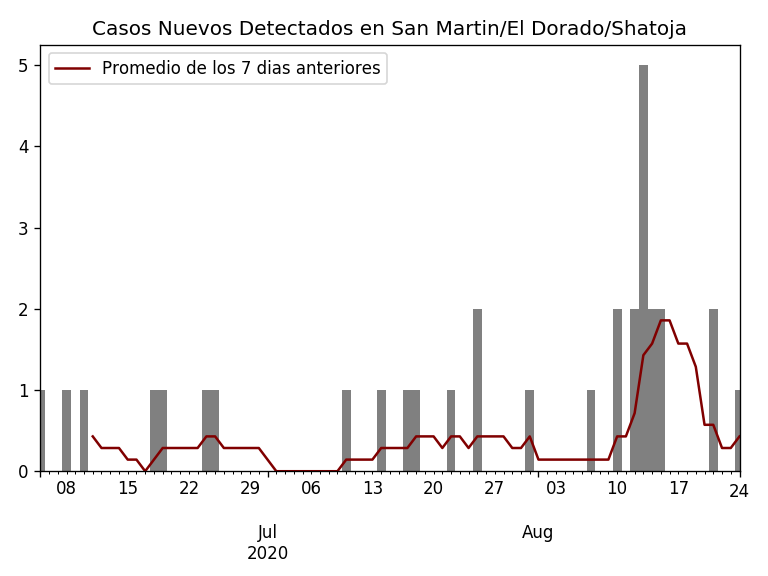 Casos Nuevos Detectados en San Martin/El Dorado/Shatoja
Promedio de los 7 dias anteriores
5
4
3
2
1
0
08 15 22 29 06 13 20 27 03 10 17 24
Jul Aug
2020